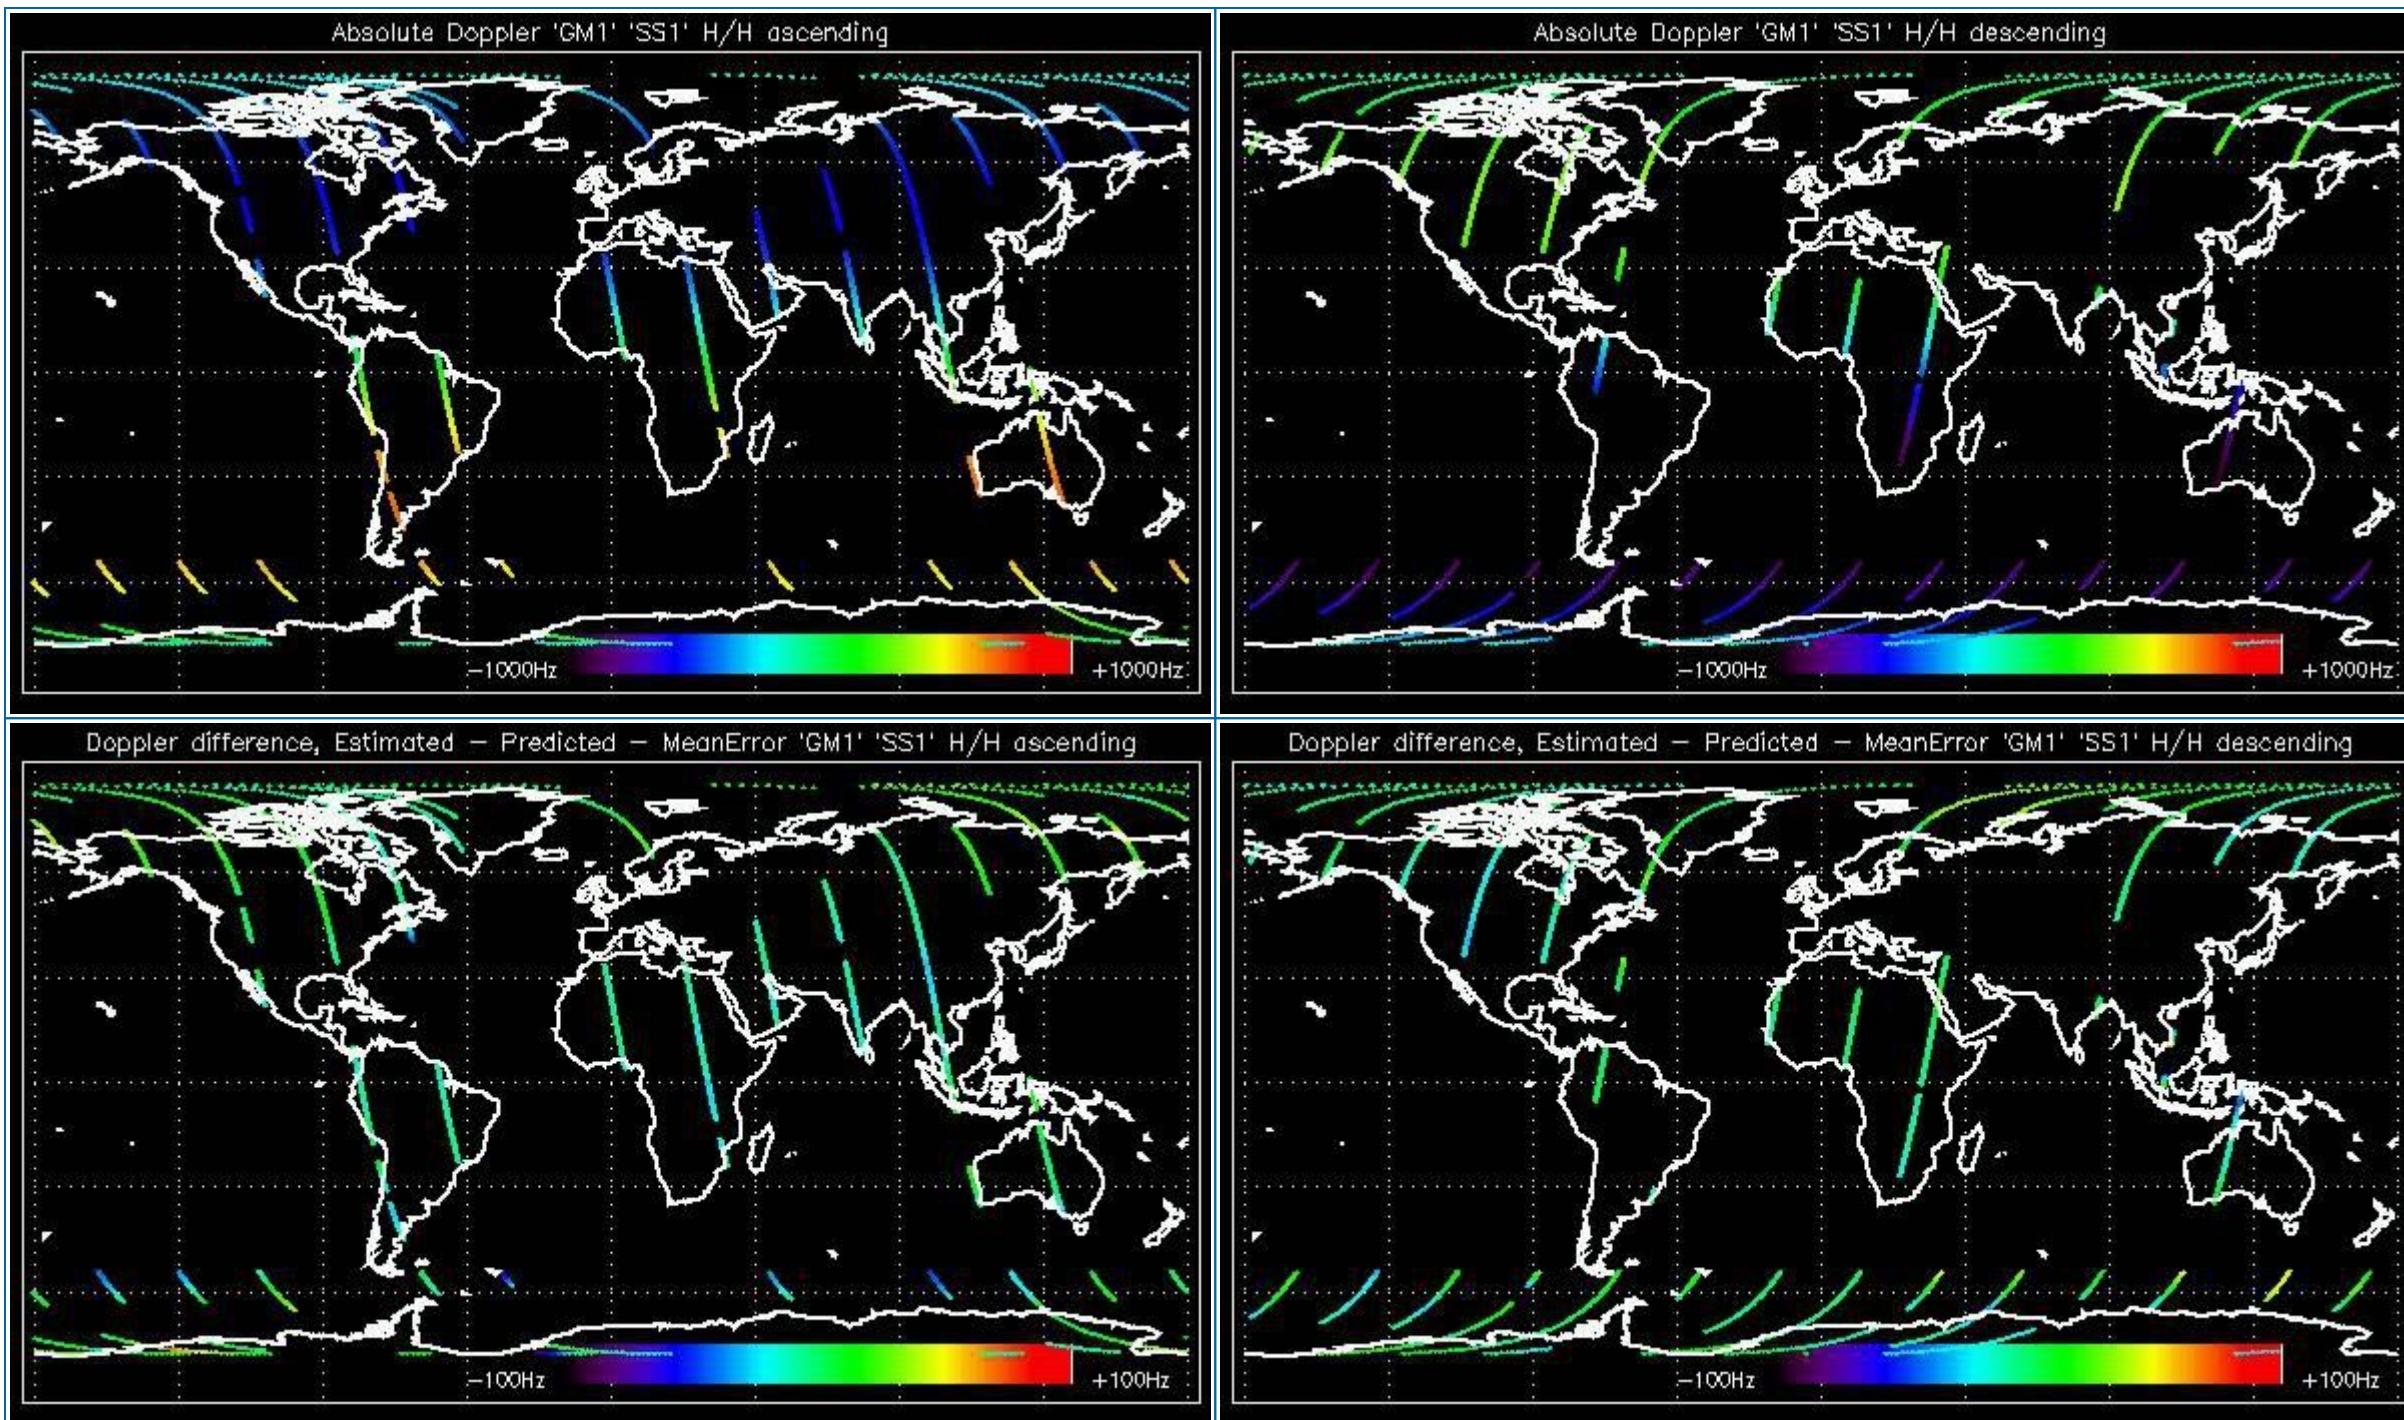 Absolute Doppler 'GM1' 'SS1' H/H ascending
−1000Hz
+1000Hz
Absolute Doppler 'GM1' 'SS1' H/H descending
−1000Hz
+1000Hz
Doppler difference, Estimated − Predicted − MeanError 'GM1' 'SS1' H/H ascending
−100Hz
+100Hz
Doppler difference, Estimated − Predicted − MeanError 'GM1' 'SS1' H/H descending
−100Hz
+100Hz